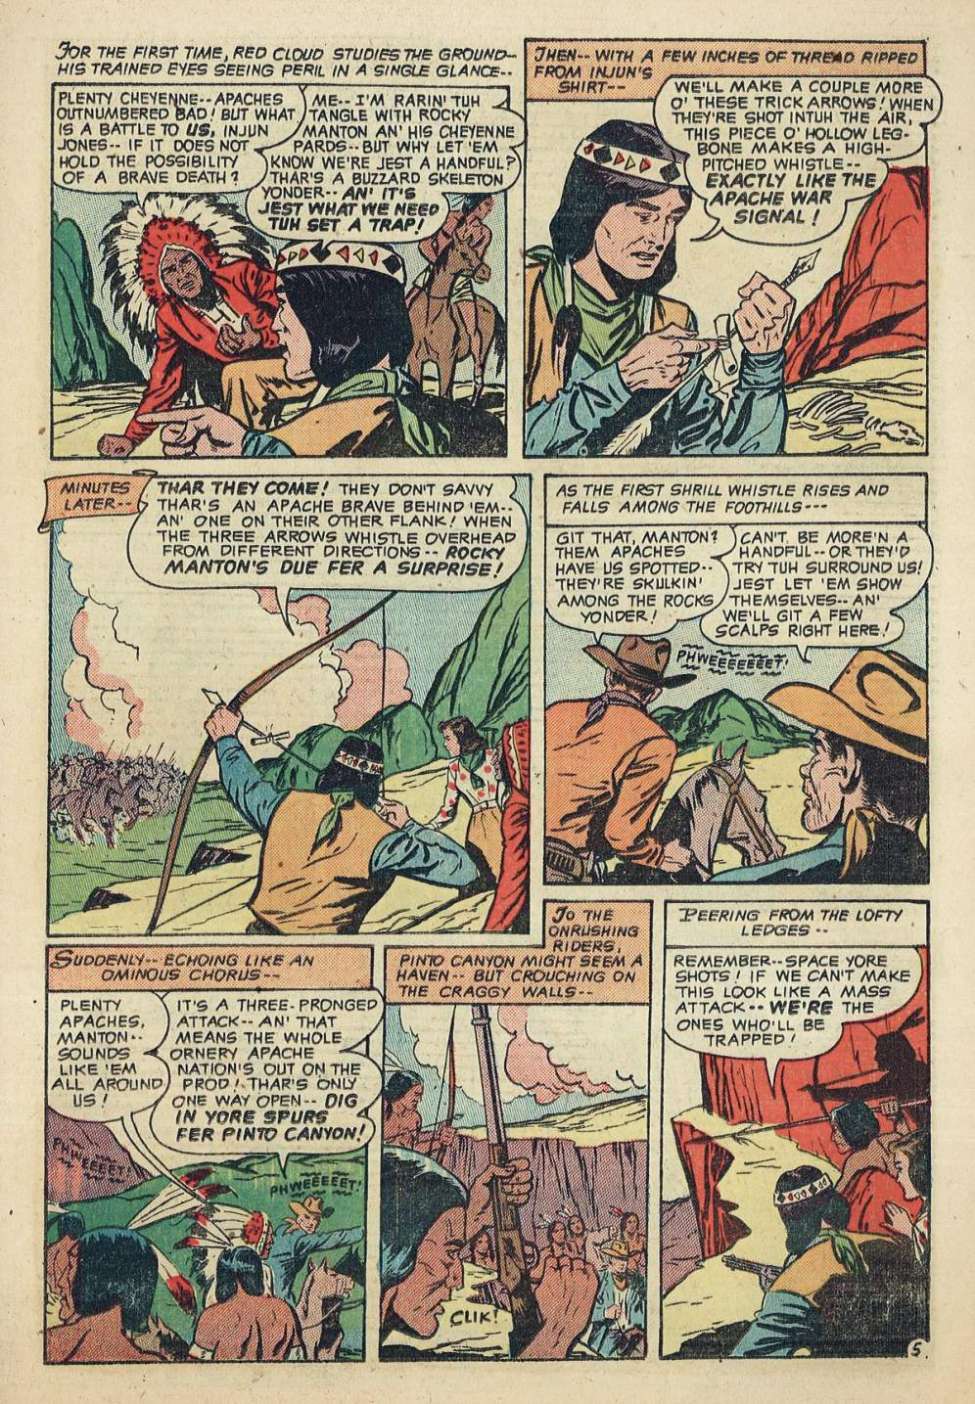 FOR THE FIRST TIME, RED CLOUD STUDIES THE GROUND--
HIS TRAINED EYES SEEING PERIL IN A SINGLE GLANCE--
PLENTY CHEYENNE-- APACHES
OUTNUMBERED BAD! BUT WHAT
IS A BATTLE TO US, INJUN
JONES-- IF IT DOES NOT
HOLD THE POSSIBILITY
OF A BRAVE DEATH?
ME-- I'M RARIN' TUH
TANGLE WITH ROCKY
MANTON AN' HIS CHEYENNE
PARDS-- BUT WHY LET 'EM
KNOW WE'RE JEST A HANDFUL?
THAR'S A BUZZARD SKELETON
YONDER-- AN' IT'S
JEST WHAT WE NEED
TUH SET A TRAP!
THEN-- WITH A FEW INCHES OF THREAD RIPPED
FROM INJUN'S
SHIRT--
WE'LL MAKE A COUPLE MORE
O' THESE TRICK ARROWS! WHEN
THEY'RE SHOT INTUH THE AIR,
THIS PIECE O' HOLLOW LEG-
BONE MAKES A HIGH-
PITCHED WHISTLE--
EXACTLY LIKE THE
APACHE WAR
SIGNAL!
MINUTES
LATER--
THAR THEY COME! THEY DON'T SAVVY
THAR'S AN APACHE BRAVE BEHIND 'EM--
AN' ONE ON THEIR OTHER FLANK! WHEN
THE THREE ARROWS WHISTLE OVERHEAD
FROM DIFFERENT DIRECTIONS-- ROCKY
MANTON'S DUE FER A SURPRISE!
AS THE FIRST SHRILL WHISTLE RISES AND
FALLS AMONG THE FOOTHILLS---
GIT THAT, MANTON?
THEM APACHES
HAVE US SPOTTED--
THEY'RE SKULKIN'
AMONG THE ROCKS
YONDER!
CAN'T BE MORE'N A
HANDFUL-- OR THEY'D
TRY TUH SURROUND US!
JEST LET 'EM SHOW
THEMSELVES-- AN'
WE'LL GIT A FEW
SCALPS RIGHT HERE!
PHWEEEEEEET!
SUDDENLY-- ECHOING LIKE AN
OMINOUS CHORUS--
PLENTY
APACHES,
MANTON--
SOUNDS
LIKE 'EM
ALL AROUND
US!
IT'S A THREE-PRONGED
ATTACK-- AN' THAT
MEANS THE WHOLE
ORNERY APACHE
NATION'S OUT ON THE
PROD! THAR'S ONLY
ONE WAY OPEN-- DIG
IN YORE SPURS
FER PINTO CANYON!
PHWEEEEET!
PHWEEEEET!
TO THE
ONRUSHING
RIDERS,
PINTO CANYON MIGHT SEEM A
HAVEN-- BUT CROUCHING ON
THE CRAGGY WALLS--
CLIK!
PEERING FROM THE LOFTY
LEDGES--
REMEMBER-- SPACE YORE
SHOTS! IF WE CAN'T MAKE
THIS LOOK LIKE A MASS
ATTACK-- WE'RE THE
ONES WHO'LL BE
TRAPPED!
5